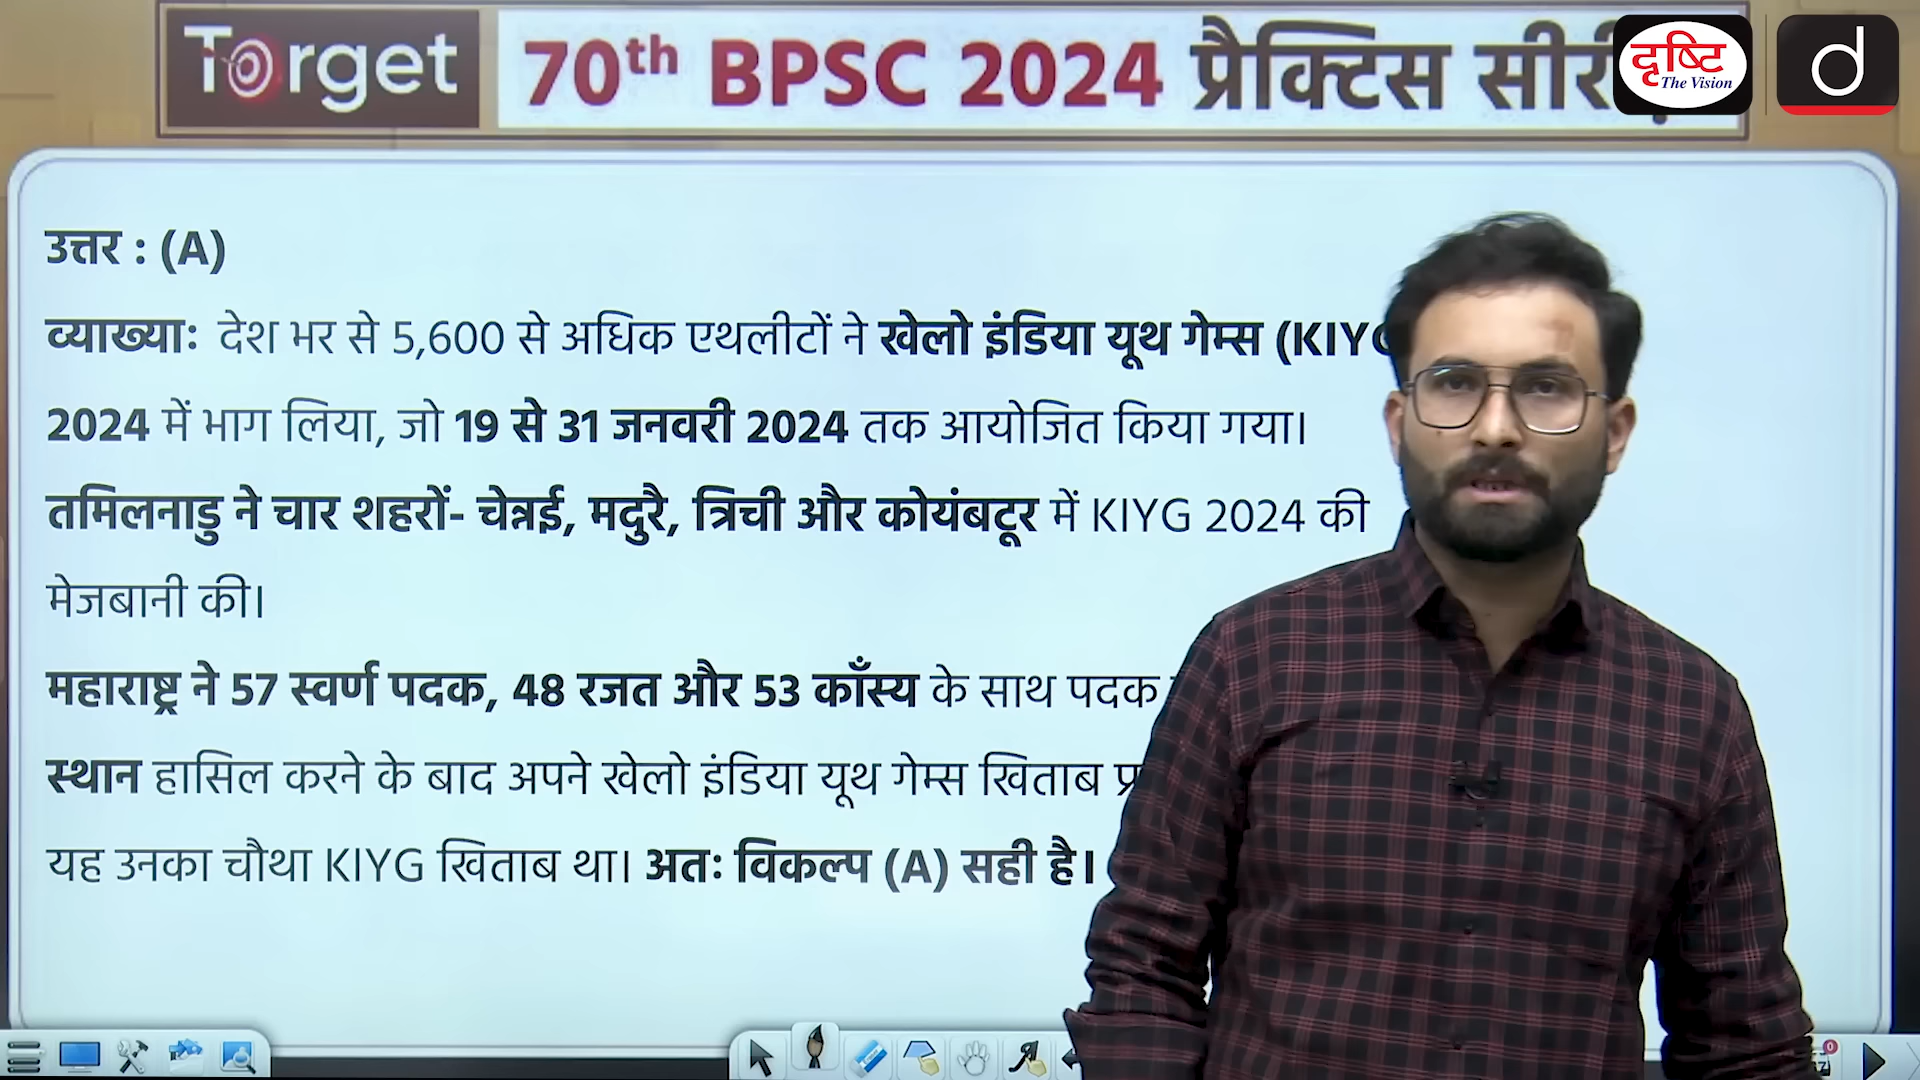 Target
70th BPSC 2024 प्रैक्टिस
दृष्टि
The Vision
d
उत्तर : (A)
व्याख्याः देश भर से 5,600 से अधिक एथलीटों ने खेलो इंडिया यूथ गेम्स
2024 में भाग लिया, जो 19 से 31 जनवरी 2024 तक आयोजित किया गया।
तमिलनाडु ने चार शहरों- चेन्नई, मदुरै, त्रिची और कोयंबटूर में KIYG 2024 की
मेजबानी की।
महाराष्ट्र ने 57 स्वर्ण पदक, 48 रजत और 53 काँस्य के साथ पदक
स्थान हासिल करने के बाद अपने खेलो इंडिया यूथ गेम्स खिताब
यह उनका चौथा KIYG खिताब था। अतः विकल्प (A) सही है।